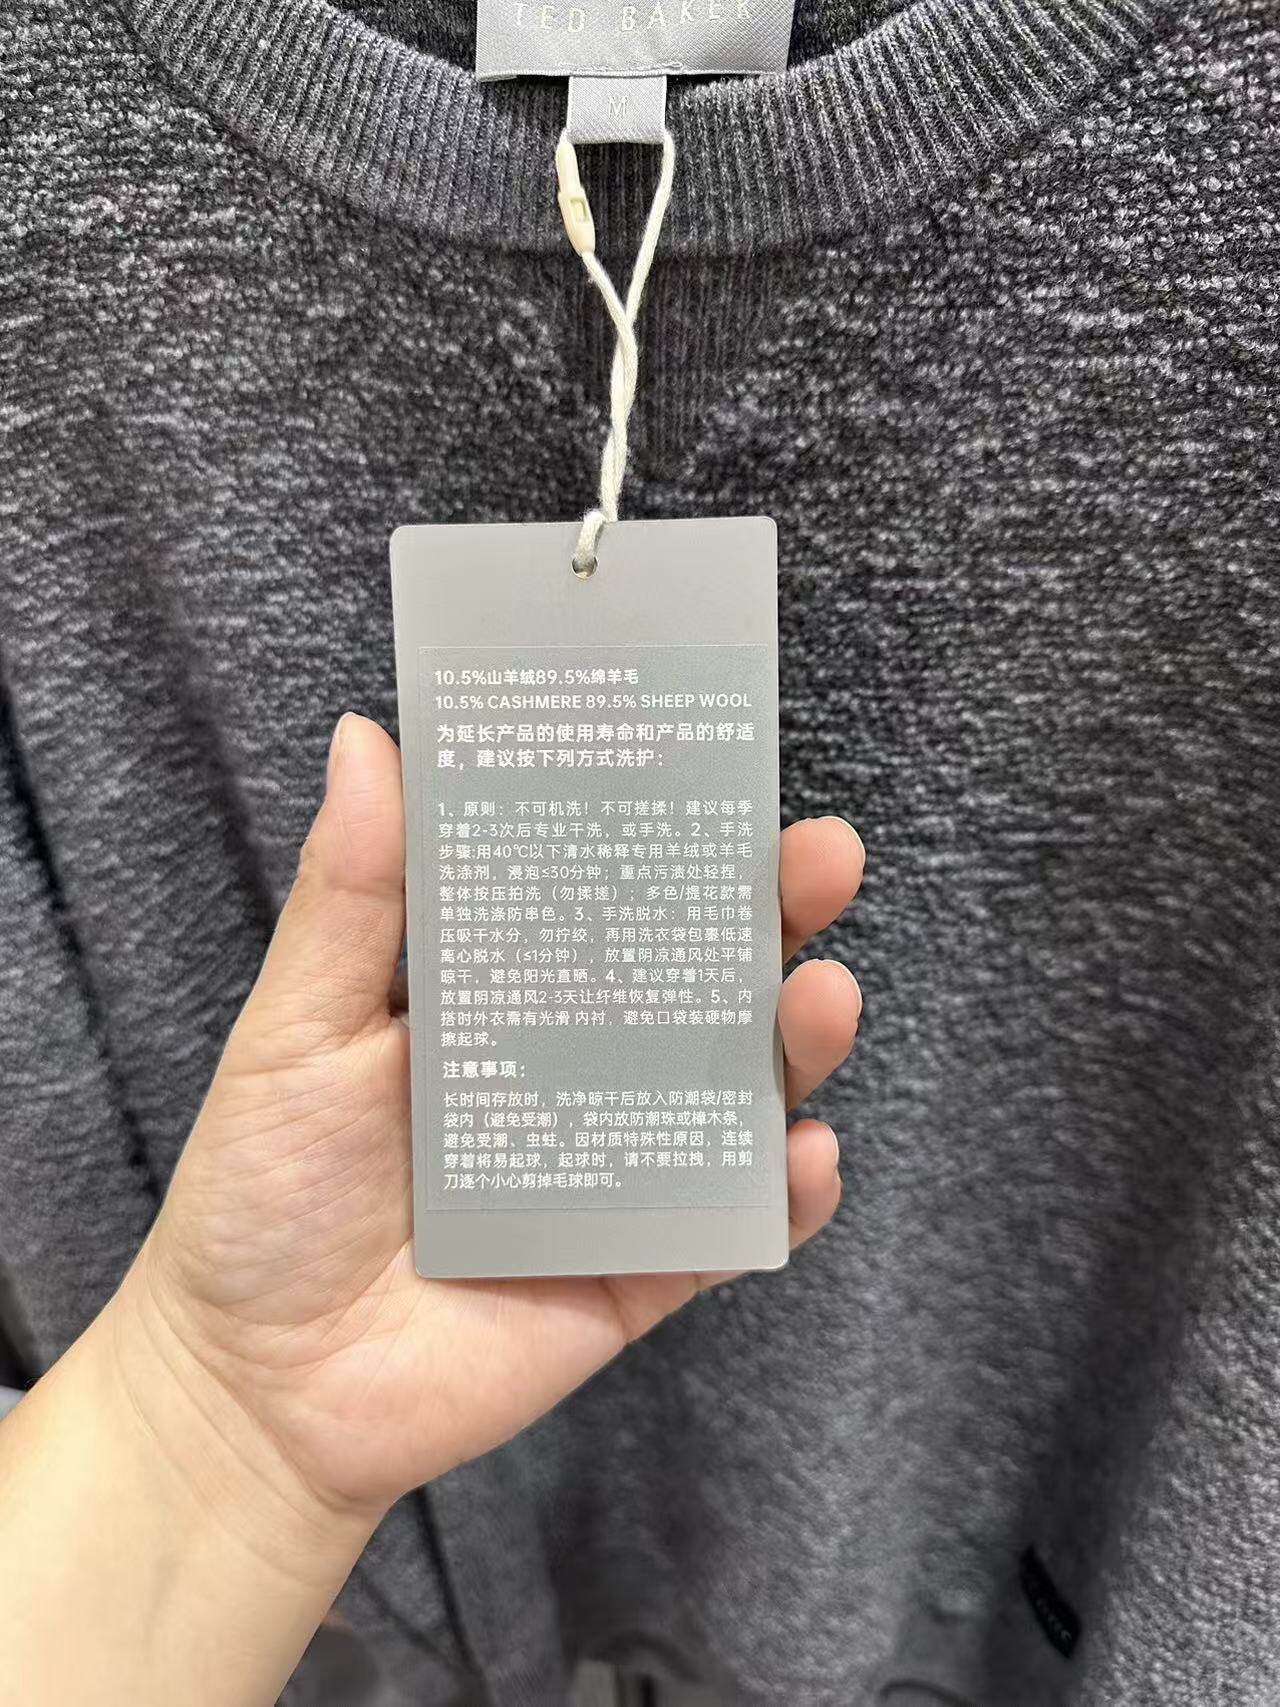 TED BAKER
M
10.5%山羊绒89.5%绵羊毛
10.5% CASHMERE 89.5% SHEEP WOOL
为延长产品的使用寿命和产品的舒适
度，建议按下列方式洗护：
1、原则：不可机洗！不可搓揉！建议每季
穿着2-3次后专业干洗，或手洗。2、手洗
步骤:用40℃以下清水稀释专用羊绒或羊毛
洗涤剂，浸泡≤30分钟；重点污渍处轻捏，
整体按压拍洗（勿揉搓）；多色/提花款需
单独洗涤防串色。3、手洗脱水：用毛巾卷
压吸干水分，勿拧绞，再用洗衣袋包裹低速
离心脱水（≤1分钟），放置阴凉通风处平铺
晾干，避免阳光直晒。4、建议穿着1天后，
放置阴凉通风2-3天让纤维恢复弹性。5、内
搭时外衣需有光滑 内衬，避免口袋装硬物摩
擦起球。
注意事项：
长时间存放时，洗净晾干后放入防潮袋/密封
袋内（避免受潮），袋内放防潮珠或樟木条，
避免受潮、虫蛀。因材质特殊性原因，连续
穿着将易起球，起球时，请不要拉拽，用剪
刀逐个小心剪掉毛球即可。